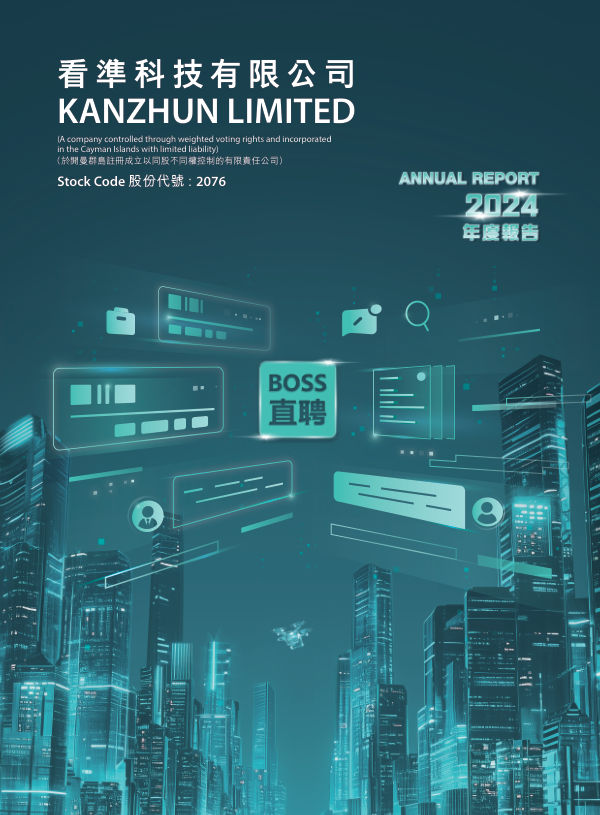 看準科技有限公司
KANZHUN LIMITED
(A company controlled through weighted voting rights and incorporated
in the Cayman Islands with limited liability)
（於開曼群島註冊成立以同股不同權控制的有限責任公司）
Stock Code 股份代號：2076
ANNUAL REPORT
2024
年度報告
BOSS
直聘